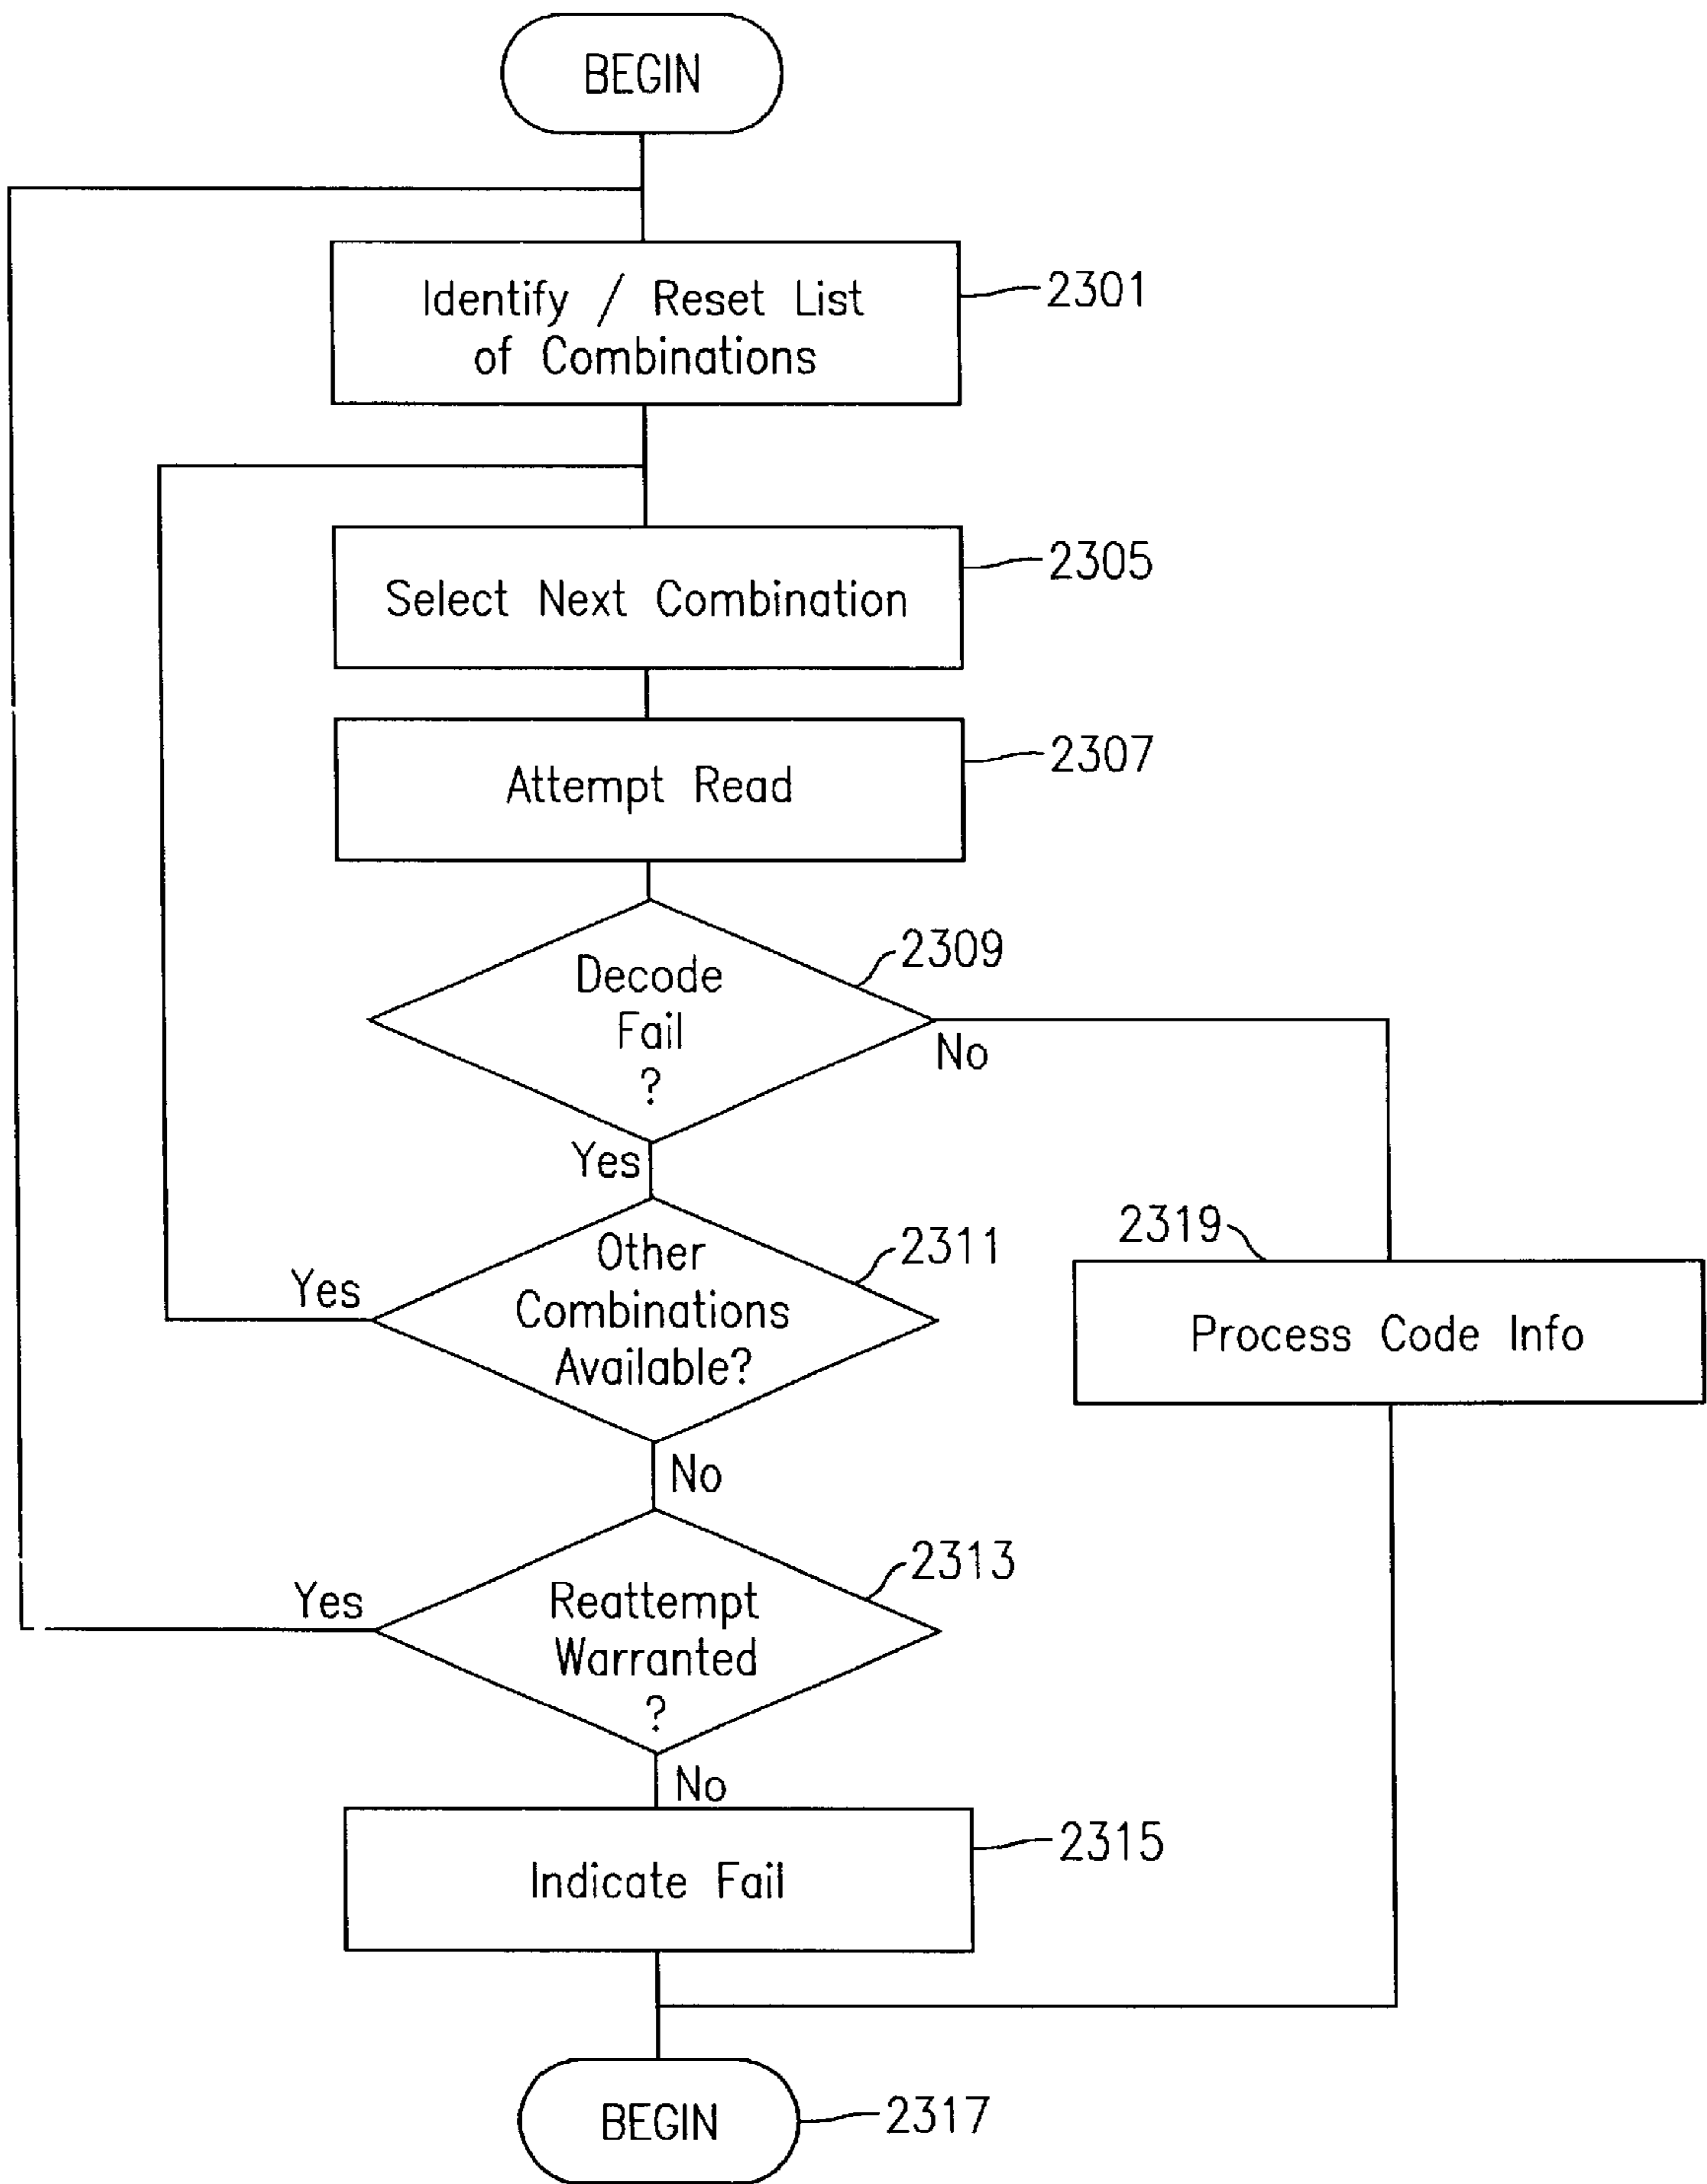 BEGIN
Identify / Reset List
of Combinations
2301
Select Next Combination
2305
Attempt Read
2307
Decode
Fail
?
2309
No
Yes
Other
Combinations
Available?
2311
Yes
2319
Process Code Info
No
Reattempt
Warranted
?
2313
Yes
No
Indicate Fail
2315
BEGIN
2317